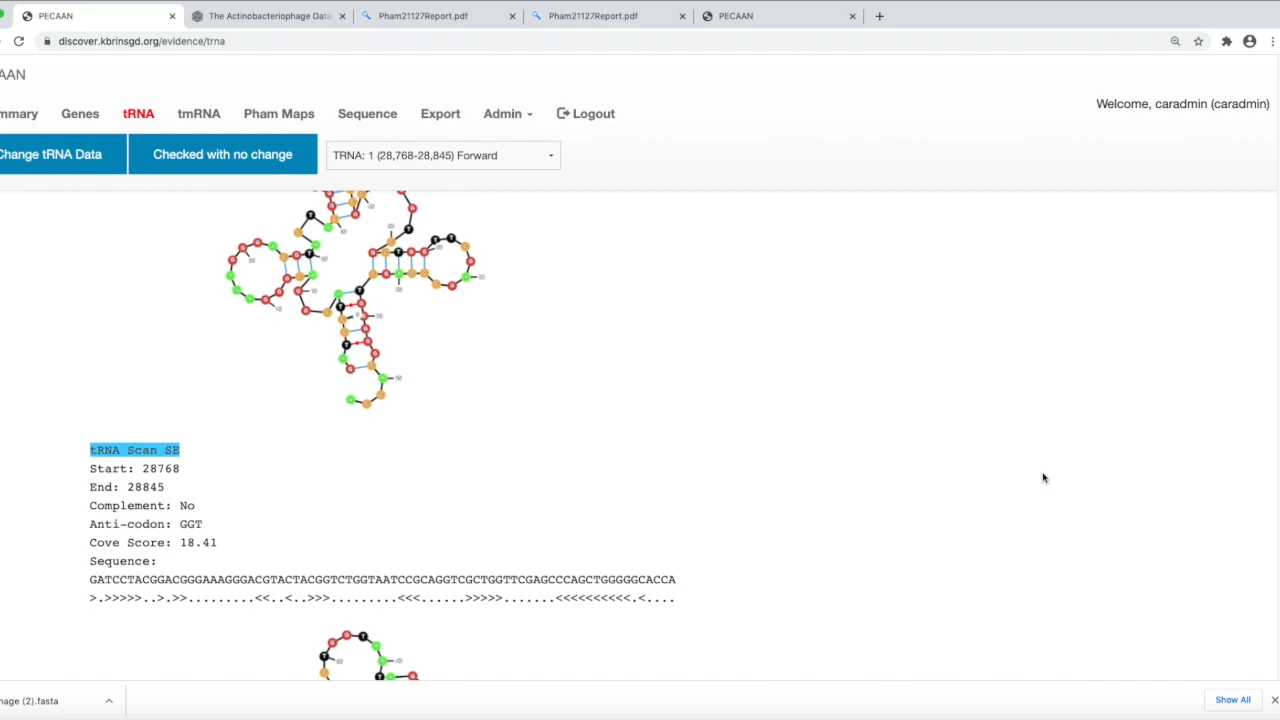 PECAAN
The Actinobacteriophage Data
Pham21127Report.pdf
Pham21127Report.pdf
PECAAN
discover.kbrinsgd.org/evidence/trna
AAN
Welcome, caradmin (caradmin)
mmary Genes tRNA tmRNA Pham Maps Sequence Export Admin Logout
Change tRNA Data Checked with no change TRNA: 1 (28,768-28,845) Forward
tRNA Scan SE
Start: 28768
End: 28845
Complement: No
Anti-codon: GGT
Cove Score: 18.41
Sequence:
GATCCTACGGACGGGAAAGGGACGTACTACGGTCTGGTAATCCGCAGGTCGCTGGTTCGAGCCCAGCTGGGGGCACCA
>.>>>>>..>.>>.........<<..<..>>>.........<<<......>>>>>.......<<<<<<<<<<.<....
hage (2).fasta
Show All